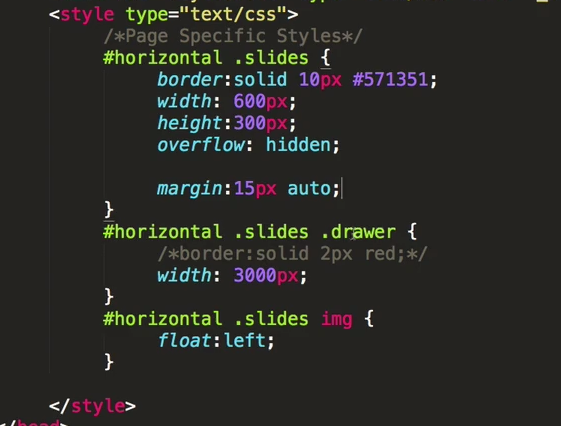 <style type="text/css">
/*Page Specific Styles*/
#horizontal .slides {
border:solid 10px #571351;
width: 600px;
height:300px;
overflow: hidden;
margin:15px auto;
}
#horizontal .slides .drawer {
/*border:solid 2px red;*/
width: 3000px;
}
#horizontal .slides img {
float:left;
}
</style>
</head>